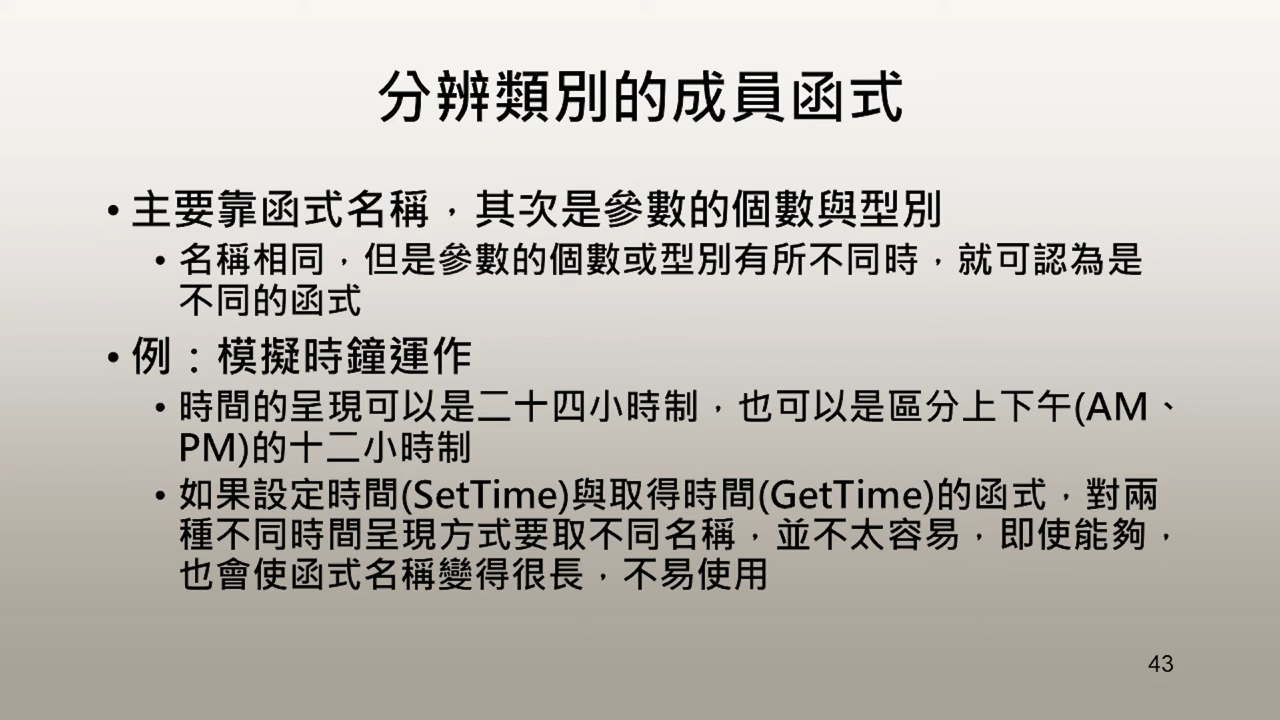 分辨類別的成員函式
• 主要靠函式名稱，其次是參數的個數與型別
• 名稱相同，但是參數的個數或型別有所不同時，就可認為是
不同的函式
• 例：模擬時鐘運作
• 時間的呈現可以是二十四小時制，也可以是區分上下午(AM、
PM)的十二小時制
• 如果設定時間(SetTime)與取得時間(GetTime)的函式，對兩
種不同時間呈現方式要取不同名稱，並不太容易，即使能夠，
也會使函式名稱變得很長，不易使用
43